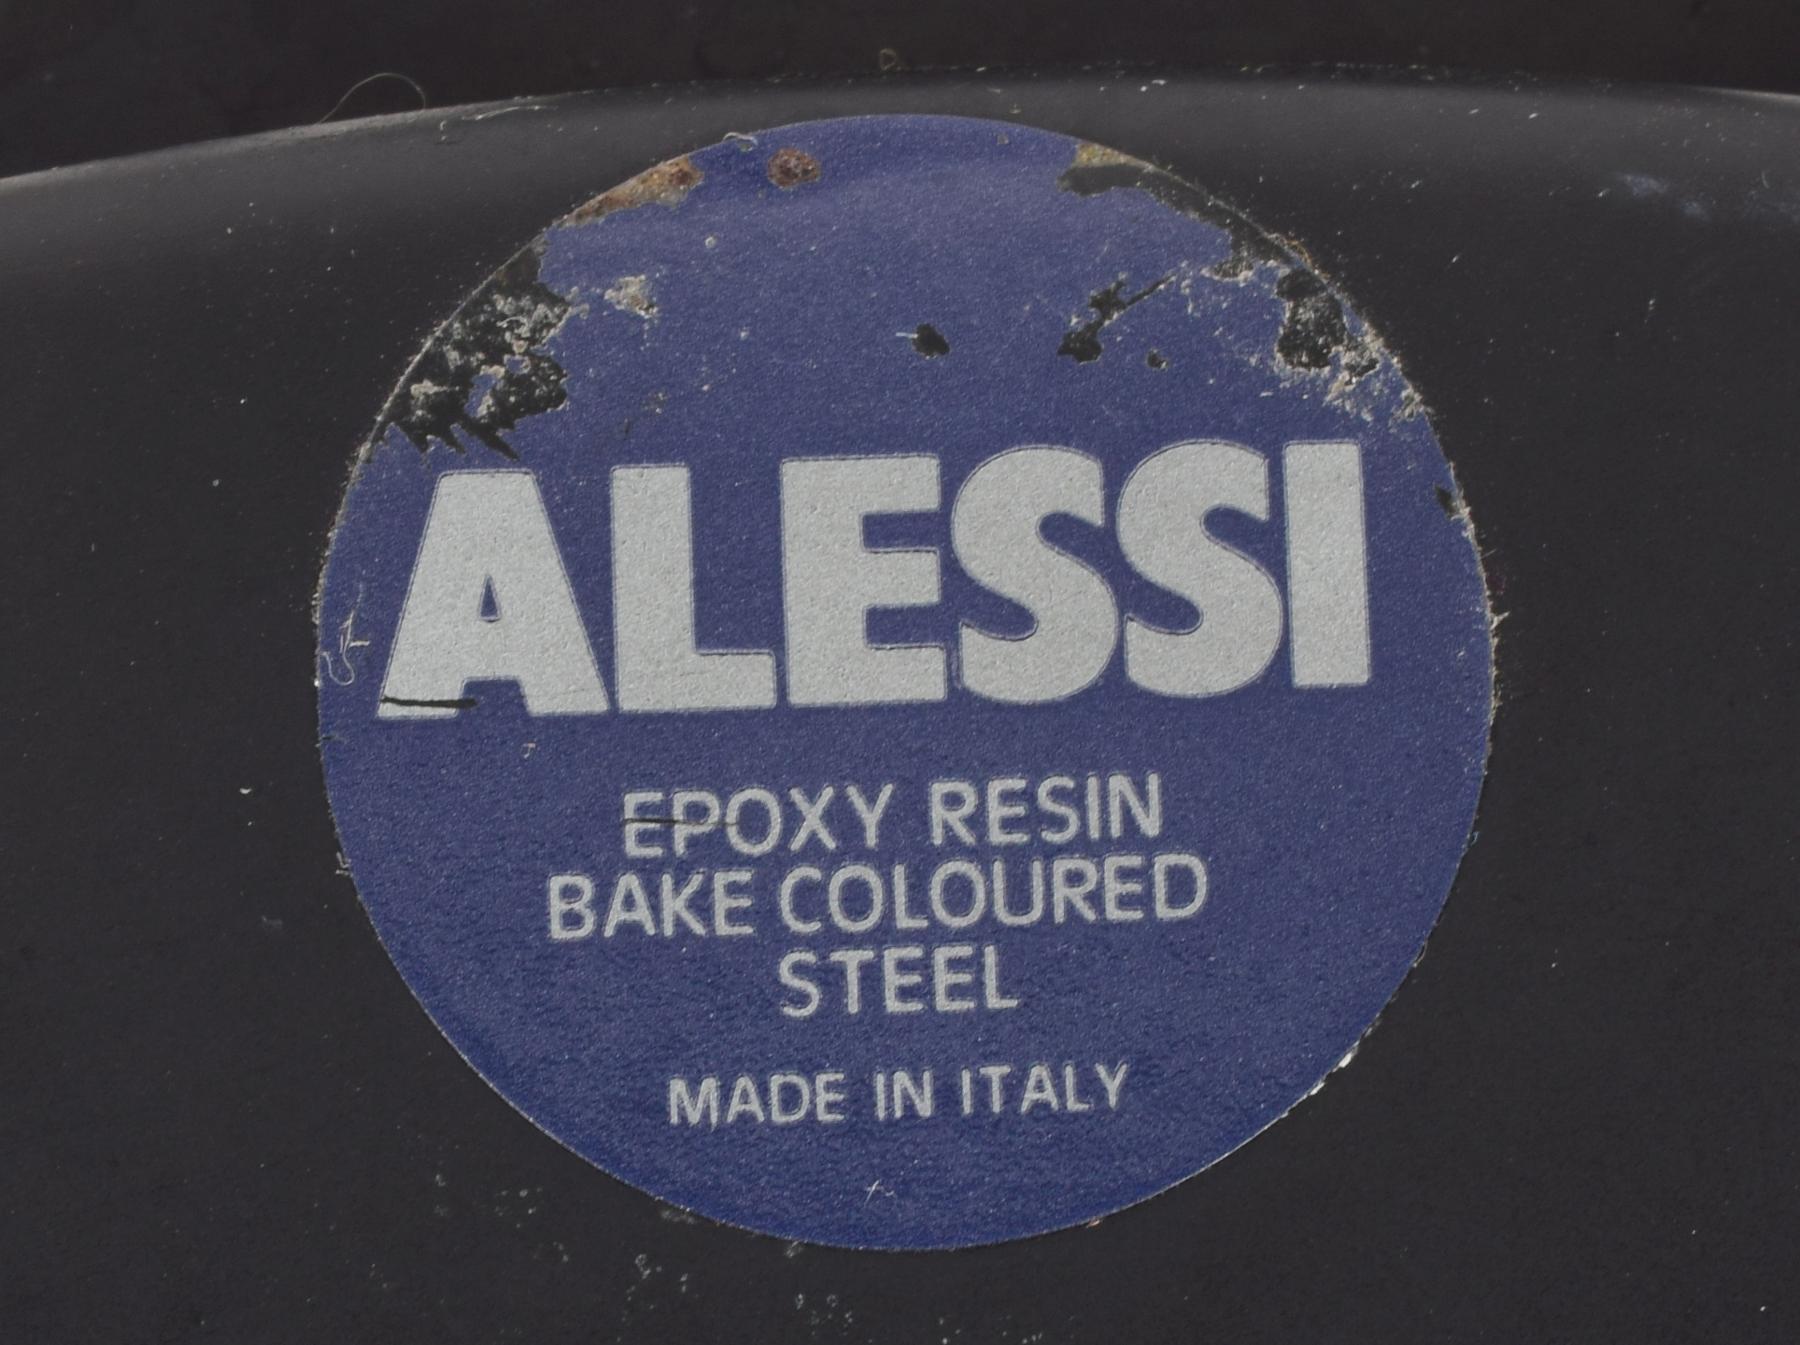 ALESSI
EPOXY RESIN
BAKE COLOURED
STEEL
MADE IN ITALY